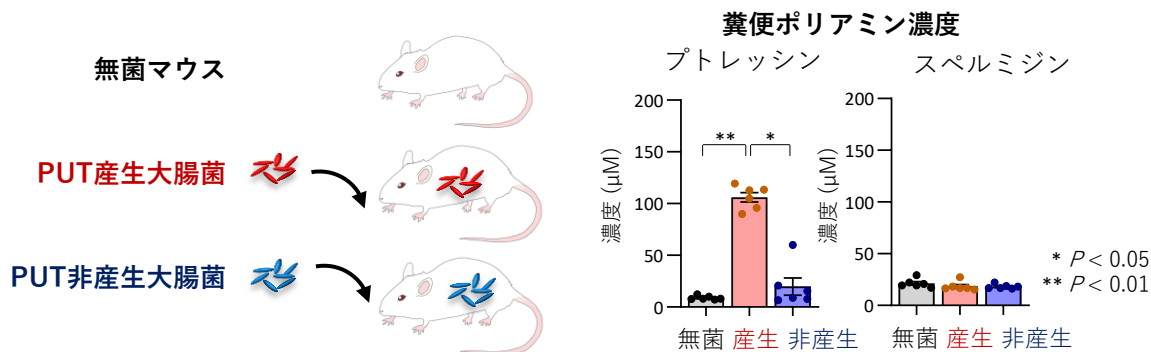 無菌マウス
PUT産生大腸菌
PUT非産生大腸菌
糞便ポリアミン濃度
プトレッシン
濃度 (μM)
200
150
100
50
0
** *
無菌 産生 非産生
スペルミジン
濃度 (μM)
200
150
100
50
0
無菌 産生 非産生
* P < 0.05
** P < 0.01